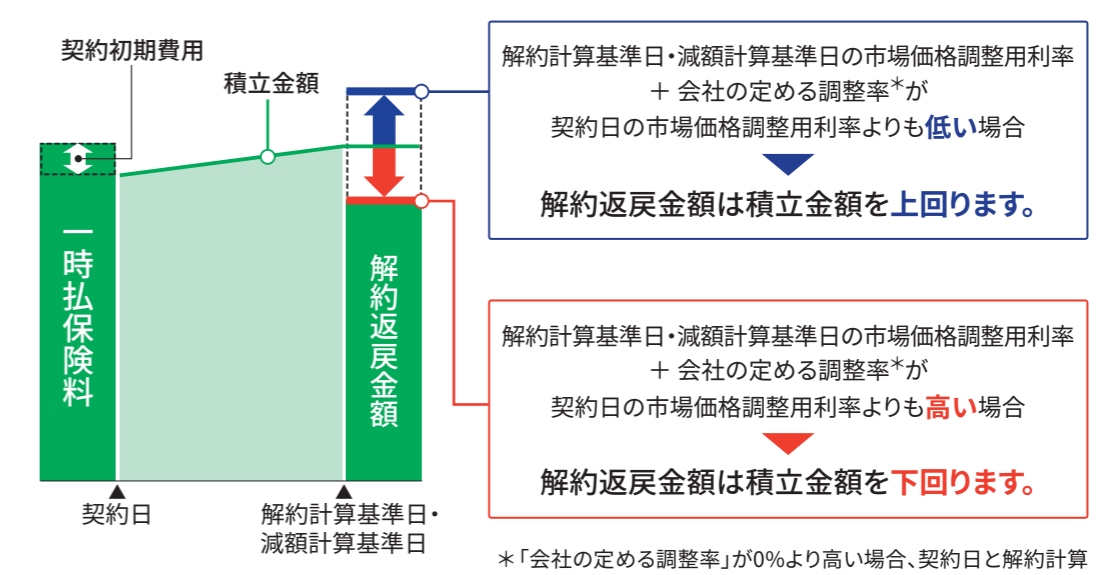 契約初期費用
積立金額
一時払保険料
解約返戻金額
契約日
解約計算基準日・
減額計算基準日
解約計算基準日・減額計算基準日の市場価格調整用利率
＋ 会社の定める調整率＊が
契約日の市場価格調整用利率よりも低い場合
解約返戻金額は積立金額を上回ります。
解約計算基準日・減額計算基準日の市場価格調整用利率
＋ 会社の定める調整率＊が
契約日の市場価格調整用利率よりも高い場合
解約返戻金額は積立金額を下回ります。
＊「会社の定める調整率」が0%より高い場合、契約日と解約計算